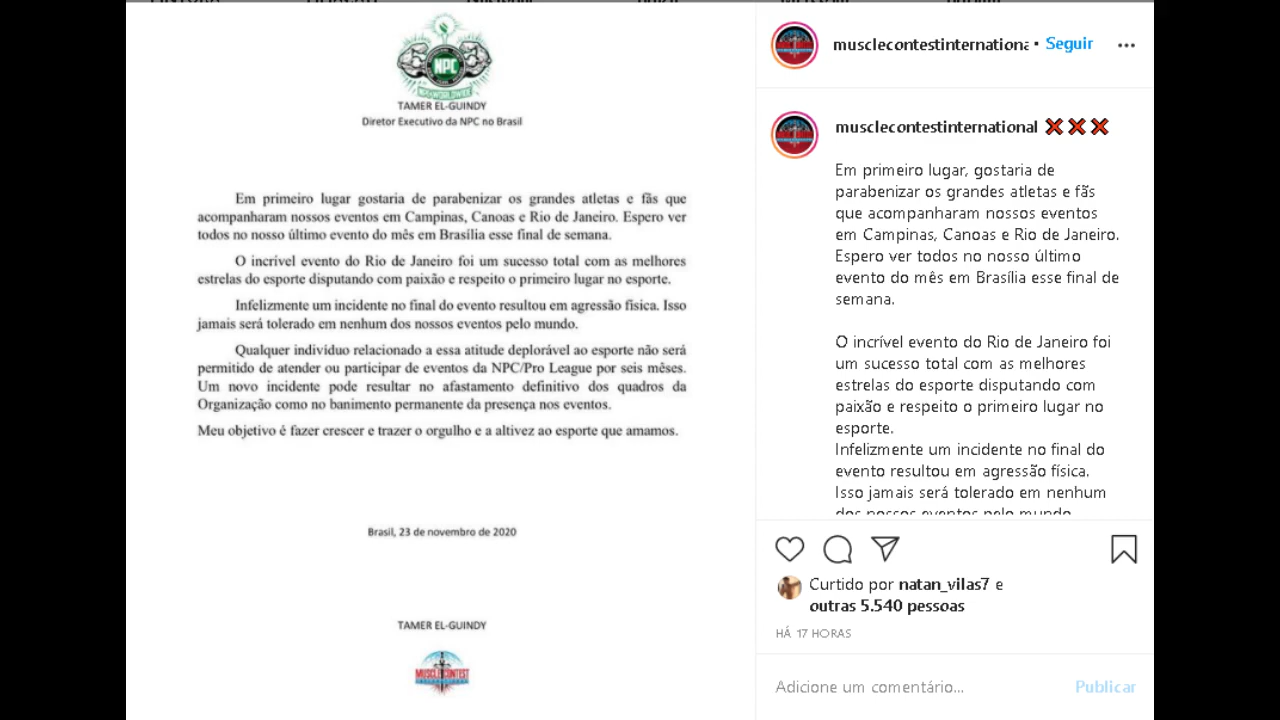 NPC
NPC WORLDWIDE
TAMER EL-GUINDY
Diretor Executivo da NPC no Brasil
Em primeiro lugar gostaria de parabenizar os grandes atletas e fãs que
acompanharam nossos eventos em Campinas, Canoas e Rio de Janeiro. Espero ver
todos no nosso último evento do mês em Brasília esse final de semana.
O incrível evento do Rio de Janeiro foi um sucesso total com as melhores
estrelas do esporte disputando com paixão e respeito o primeiro lugar no esporte.
Infelizmente um incidente no final do evento resultou em agressão física. Isso
jamais será tolerado em nenhum dos nossos eventos pelo mundo.
Qualquer indivíduo relacionado a essa atitude deplorável ao esporte não será
permitido de atender ou participar de eventos da NPC/Pro League por seis mêses.
Um novo incidente pode resultar no afastamento definitivo dos quadros da
Organização como no banimento permanente da presença nos eventos.
Meu objetivo é fazer crescer e trazer o orgulho e a altivez ao esporte que amamos.
Brasil, 23 de novembro de 2020
TAMER EL-GUINDY
MUSCLECONTEST
musclecontestinternationa • Seguir
musclecontestinternational ❌❌❌
Em primeiro lugar, gostaria de
parabenizar os grandes atletas e fãs
que acompanharam nossos eventos
em Campinas, Canoas e Rio de Janeiro.
Espero ver todos no nosso último
evento do mês em Brasília esse final de
semana.
O incrível evento do Rio de Janeiro foi
um sucesso total com as melhores
estrelas do esporte disputando com
paixão e respeito o primeiro lugar no
esporte.
Infelizmente um incidente no final do
evento resultou em agressão física.
Isso jamais será tolerado em nenhum
dos nossos eventos pelo mundo.
Curtido por natan_vilas7 e
outras 5.540 pessoas
HÁ 17 HORAS
Adicione um comentário... Publicar